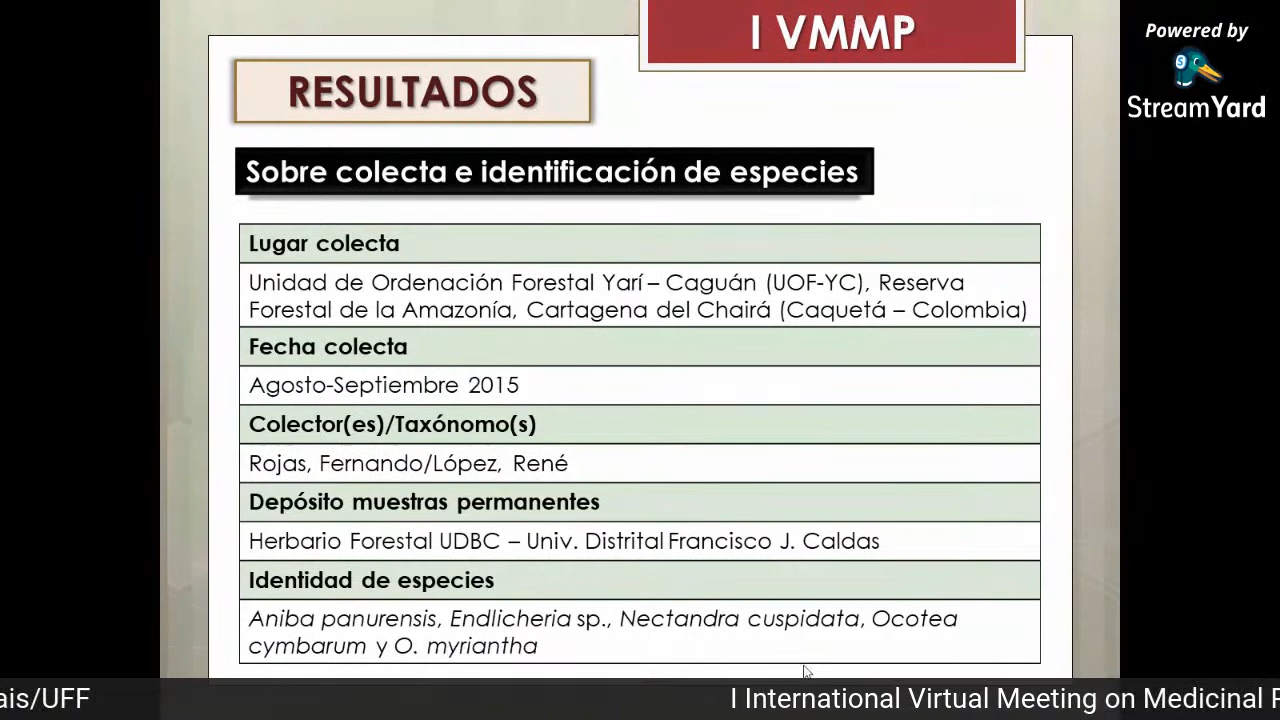 I VMMP
Powered by
StreamYard
RESULTADOS
Sobre colecta e identificación de especies
Lugar colecta
Unidad de Ordenación Forestal Yarí – Caguán (UOF-YC), Reserva
Forestal de la Amazonía, Cartagena del Chairá (Caquetá – Colombia)
Fecha colecta
Agosto-Septiembre 2015
Colector(es)/Taxónomo(s)
Rojas, Fernando/López, René
Depósito muestras permanentes
Herbario Forestal UDBC – Univ. Distrital Francisco J. Caldas
Identidad de especies
Aniba panurensis, Endlicheria sp., Nectandra cuspidata, Ocotea
cymbarum y O. myriantha
ais/UFF
I International Virtual Meeting on Medicinal